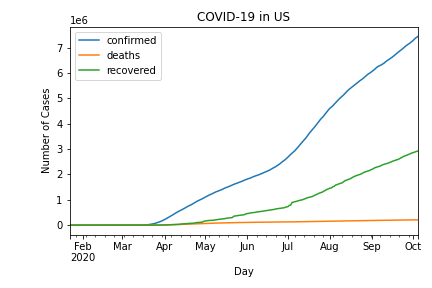 COVID-19 in US
1e6
confirmed
deaths
recovered
7
6
5
4
3
2
1
0
Number of Cases
Feb Mar Apr May Jun Jul Aug Sep Oct
2020
Day